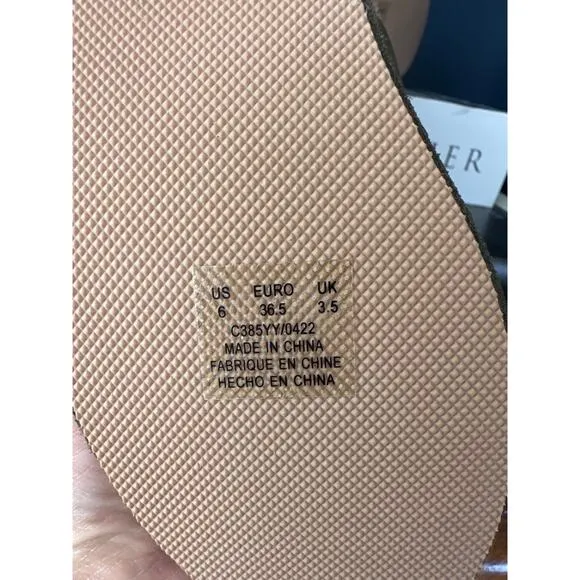 US EURO UK
6 36.5 3.5
C385YY/0422
MADE IN CHINA
FABRIQUE EN CHINE
HECHO EN CHINA